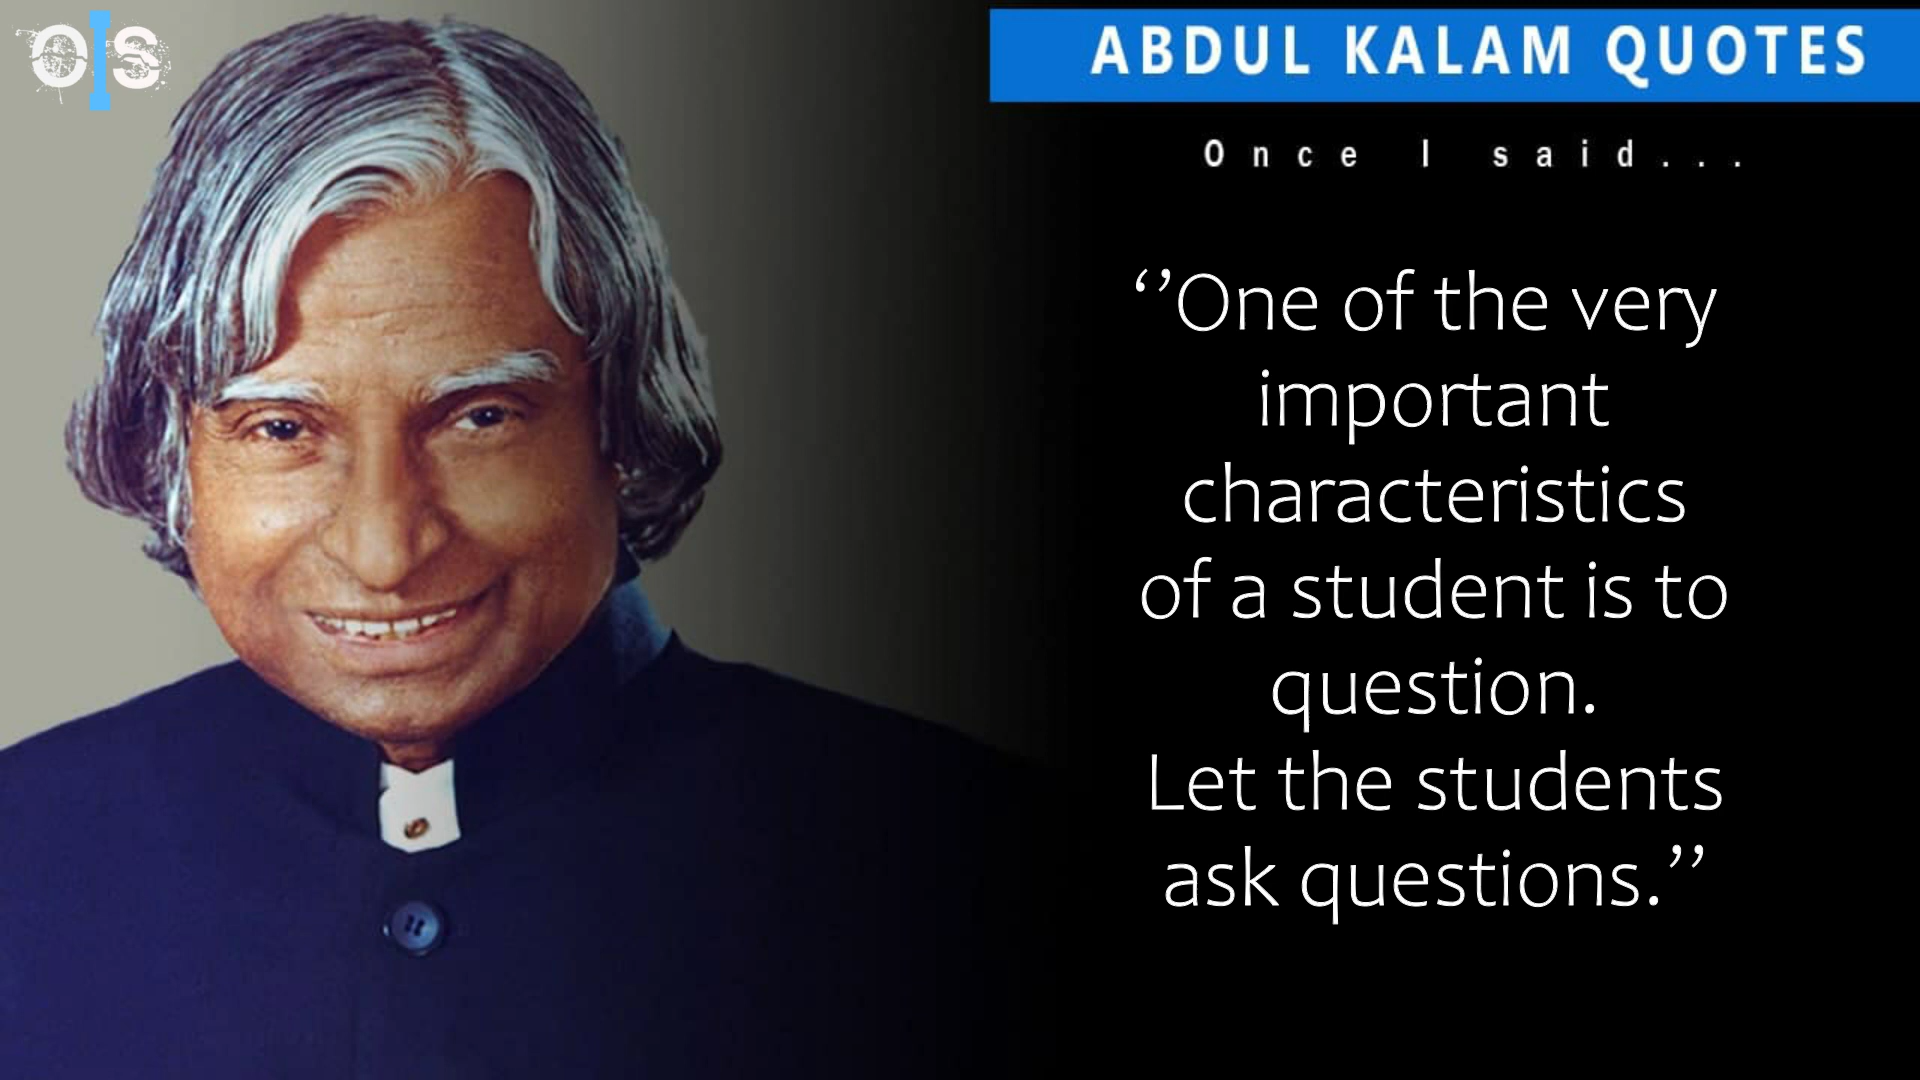 OIS
ABDUL KALAM QUOTES
Once I said...
‘’One of the very
important
characteristics
of a student is to
question.
Let the students
ask questions.’’